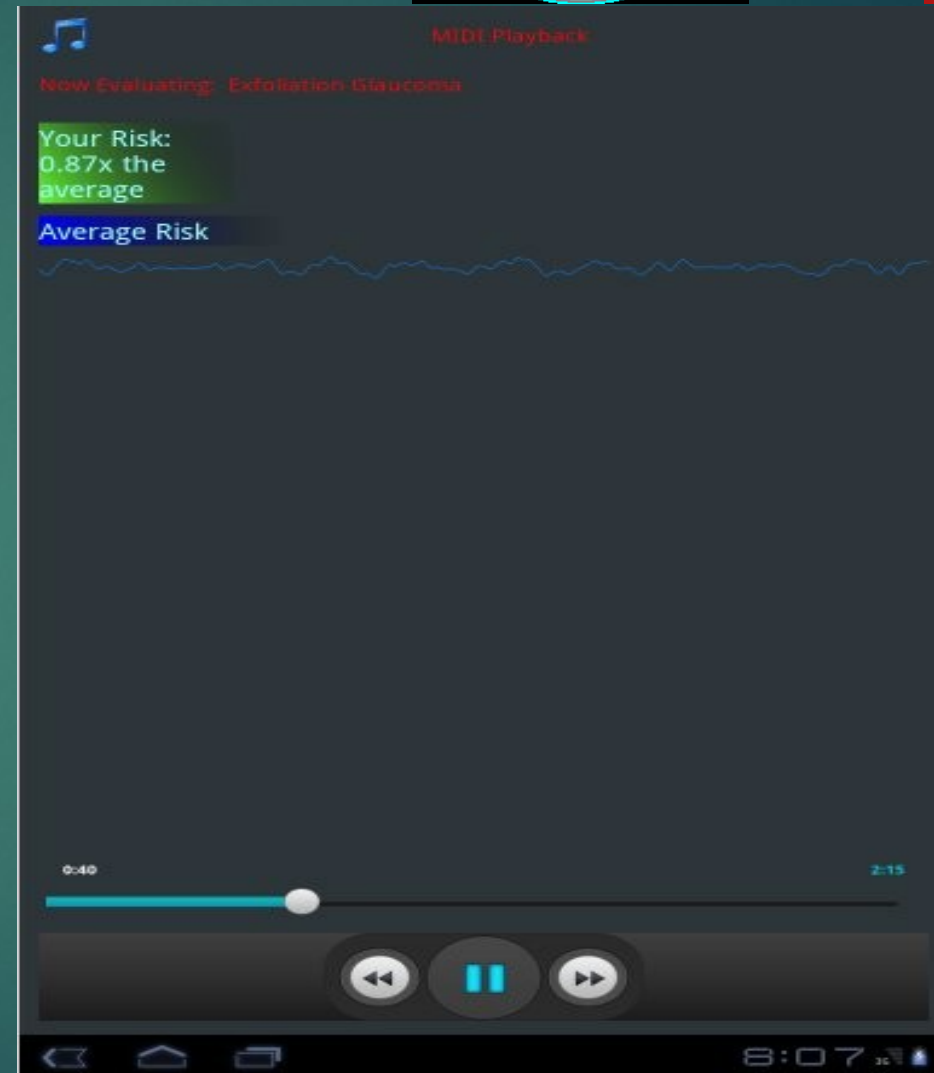 MIDI Playback
Now Evaluating: Exfoliation Glaucoma
Your Risk:
0.87x the
average
Average Risk
0:40
2:15
8:07
3G